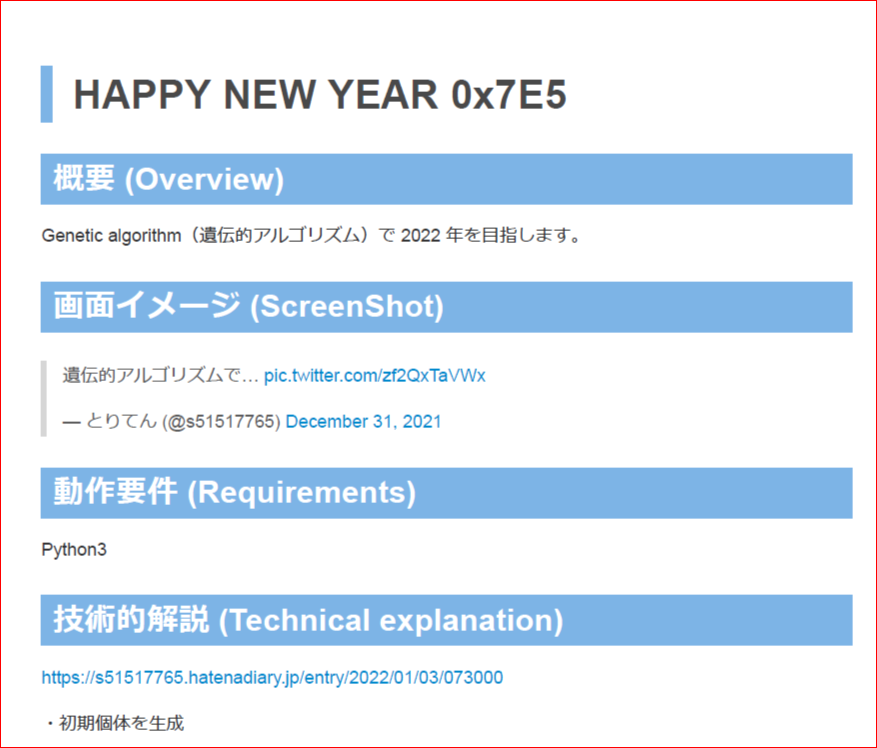 HAPPY NEW YEAR 0x7E5
概要 (Overview)
Genetic algorithm（遺伝的アルゴリズム）で 2022 年を目指します。
画面イメージ (ScreenShot)
遺伝的アルゴリズムで… pic.twitter.com/zf2QxTaVWx
— とりてん (@s51517765) December 31, 2021
動作要件 (Requirements)
Python3
技術的解説 (Technical explanation)
https://s51517765.hatenadiary.jp/entry/2022/01/03/073000
・初期個体を生成